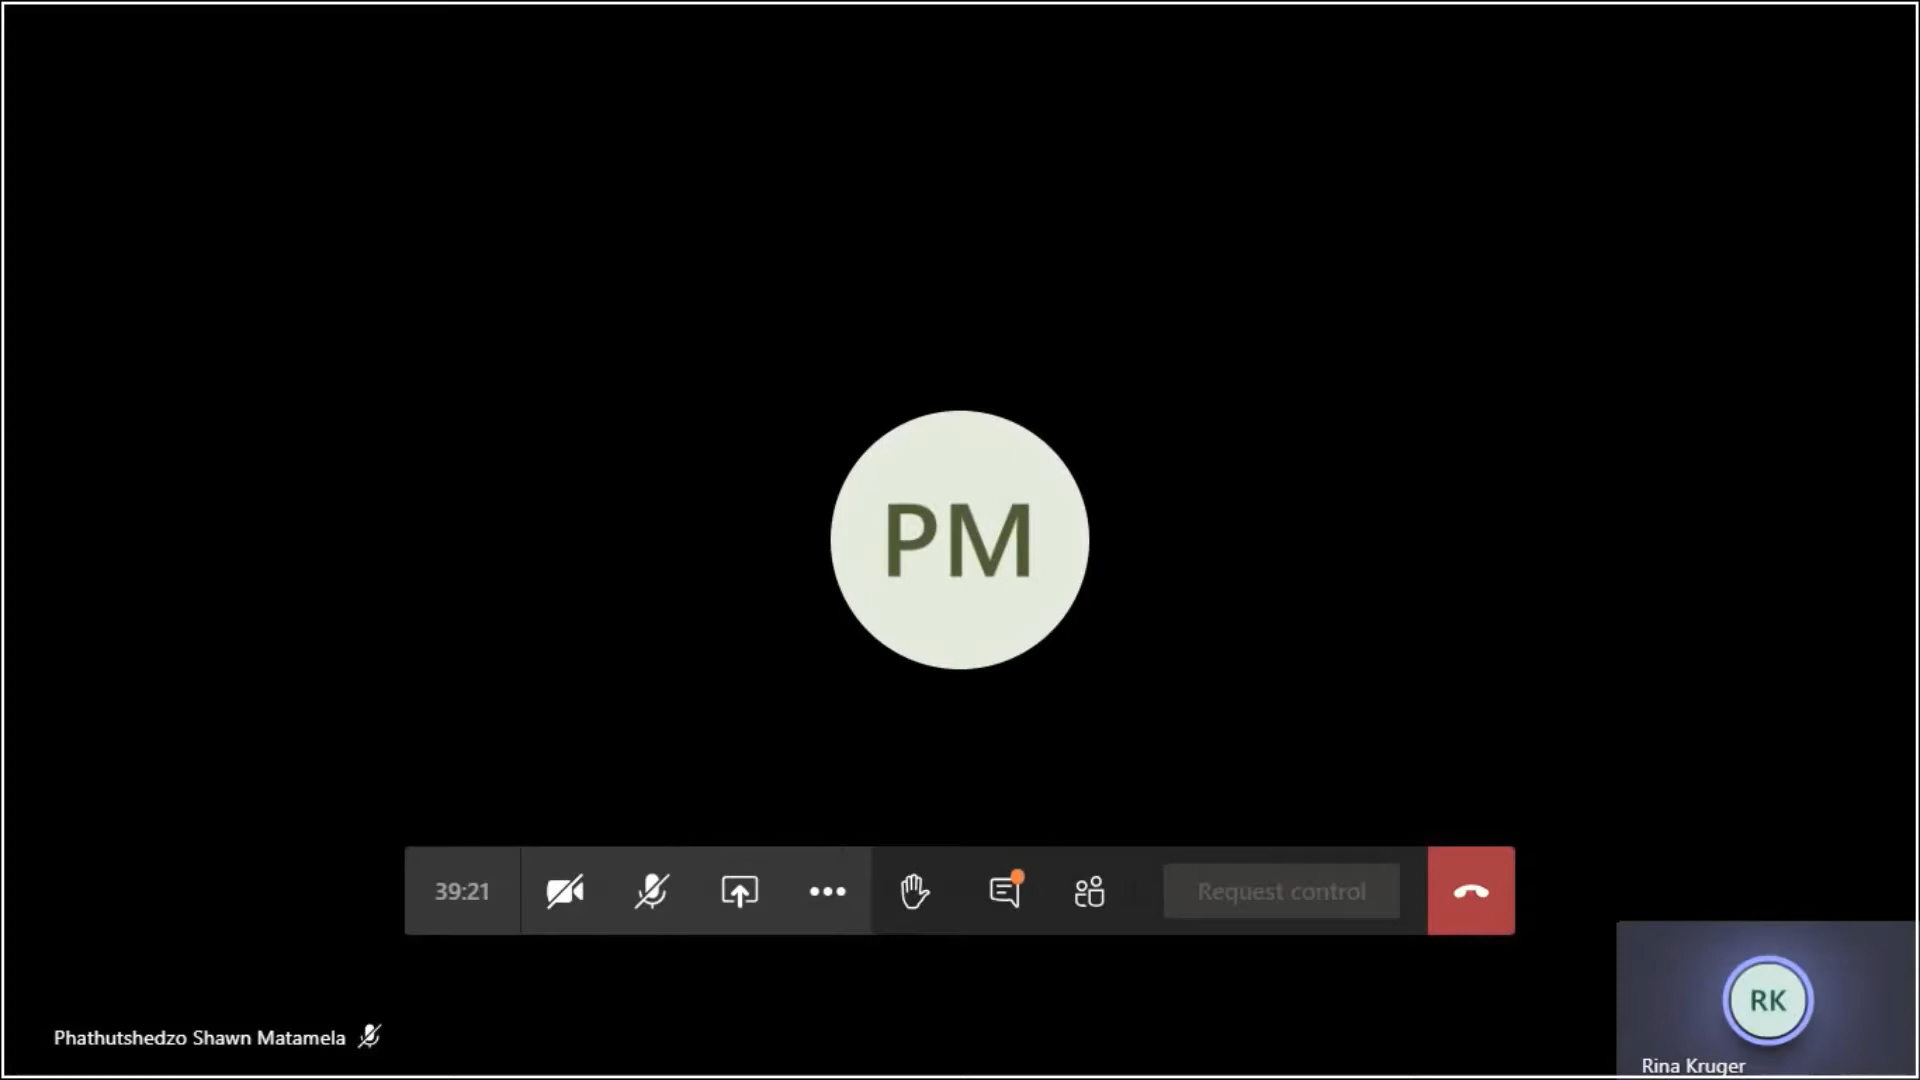 PM
39:21
Request control
RK
Phathutshedzo Shawn Matamela
Rina Kruger